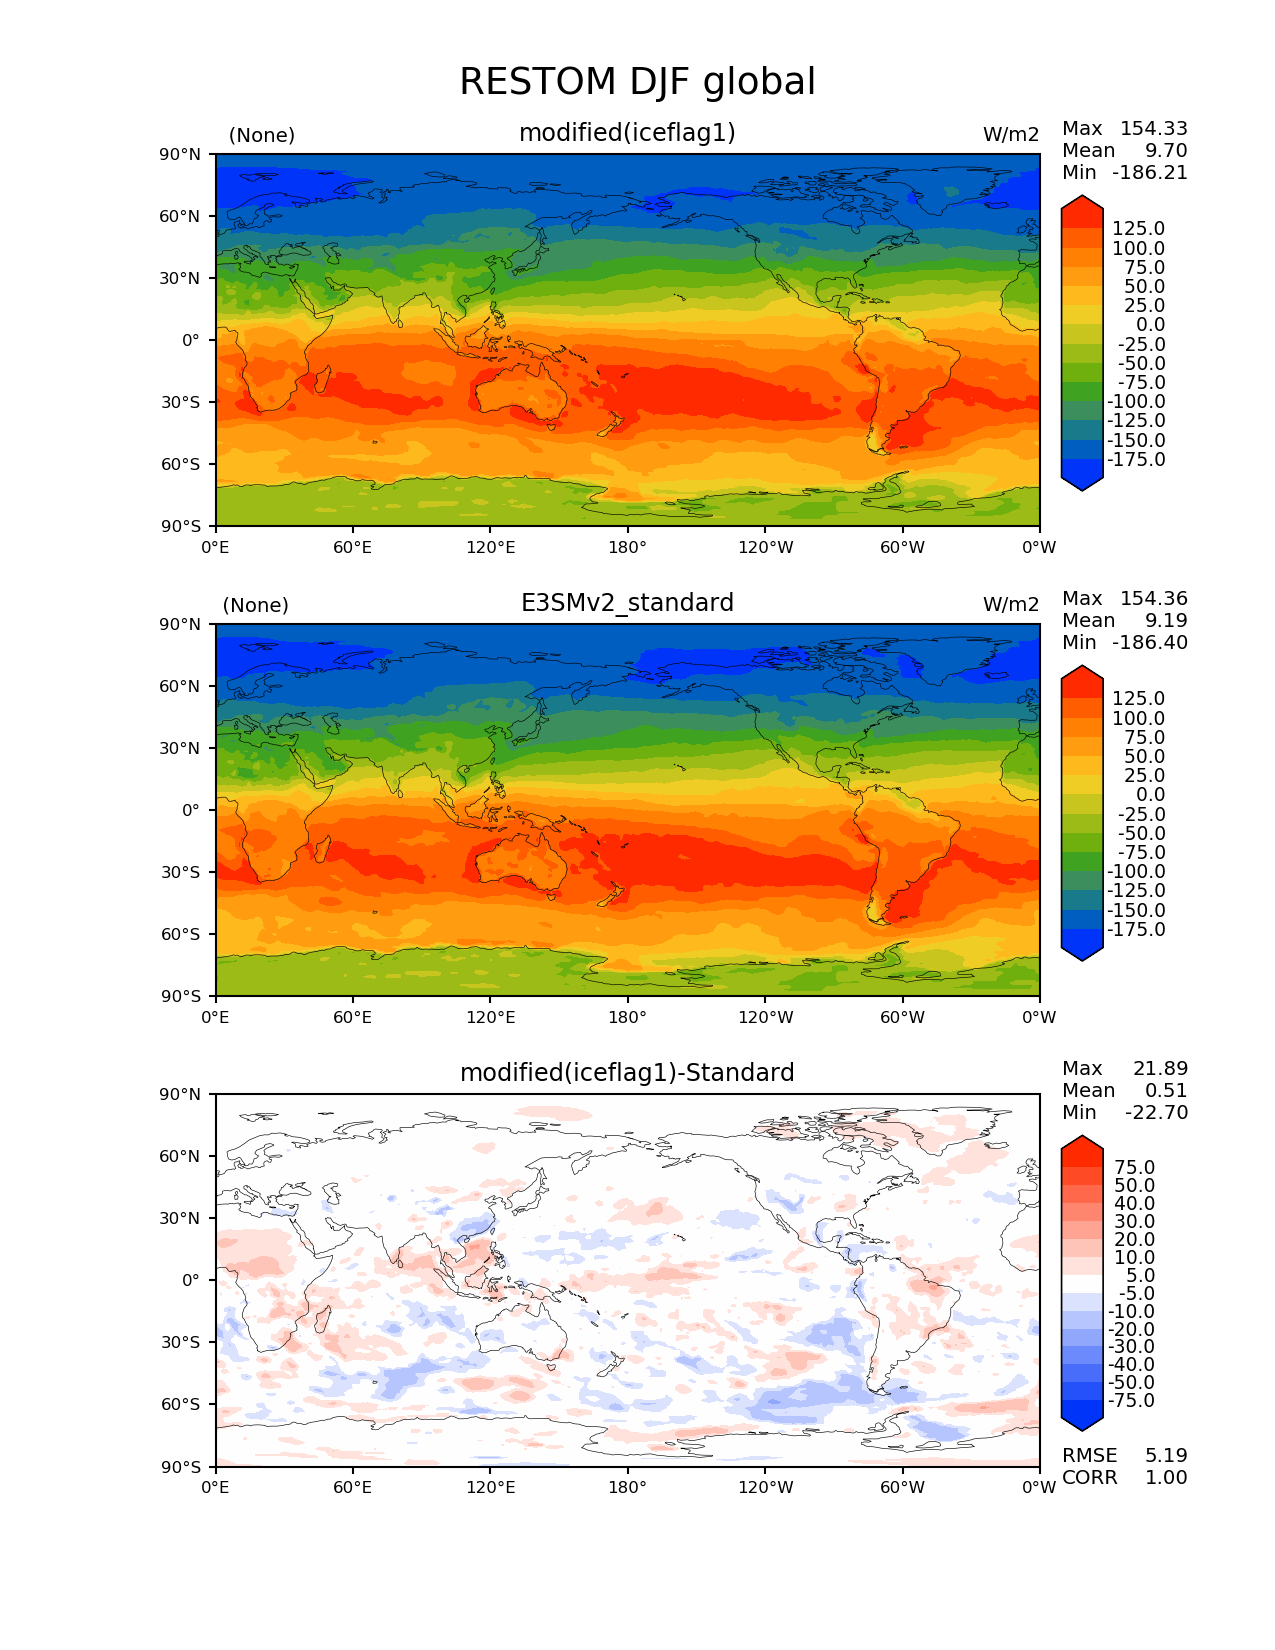 RESTOM DJF global
(None) modified(iceflag1) W/m2
Max 154.33
Mean 9.70
Min -186.21
90°N
60°N
30°N
0°
30°S
60°S
90°S
0°E 60°E 120°E 180° 120°W 60°W 0°W
125.0
100.0
75.0
50.0
25.0
0.0
-25.0
-50.0
-75.0
-100.0
-125.0
-150.0
-175.0
(None) E3SMv2_standard W/m2
Max 154.36
Mean 9.19
Min -186.40
90°N
60°N
30°N
0°
30°S
60°S
90°S
0°E 60°E 120°E 180° 120°W 60°W 0°W
125.0
100.0
75.0
50.0
25.0
0.0
-25.0
-50.0
-75.0
-100.0
-125.0
-150.0
-175.0
modified(iceflag1)-Standard
Max 21.89
Mean 0.51
Min -22.70
90°N
60°N
30°N
0°
30°S
60°S
90°S
0°E 60°E 120°E 180° 120°W 60°W 0°W
75.0
50.0
40.0
30.0
20.0
10.0
5.0
-5.0
-10.0
-20.0
-30.0
-40.0
-50.0
-75.0
RMSE 5.19
CORR 1.00